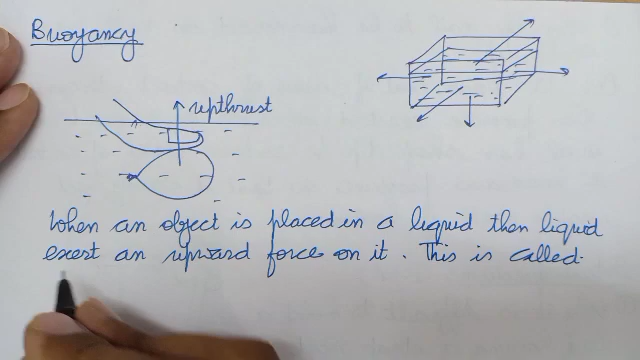 Buoyancy
upthrust
When an object is placed in a liquid then liquid
exert an upward force on it. This is called.